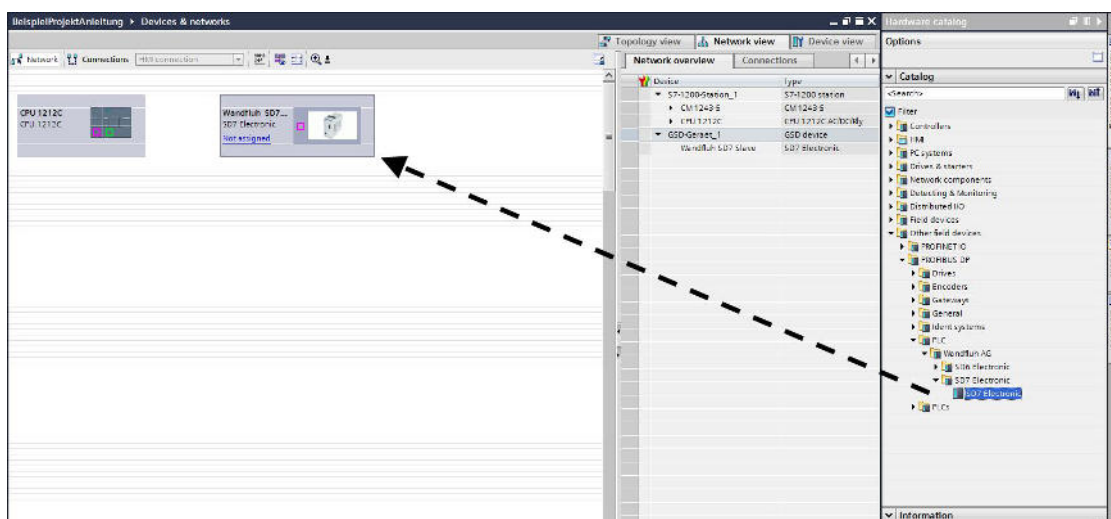 BeispielProjektAnleitung ▸ Devices & networks
Hardware catalog
Topology view
Network view
Device view
Options
Network
Connections
HMI connection
Network overview
Connections
Catalog
Device
Type
<Search>
S7-1200-Station_1
S7-1200 station
CM 1243-5
CM 1243-5
Filter
CPU 1212C
CPU 1212C AC/DC/Rly
Controllers
GSD-Geraet_1
GSD device
HMI
Wandfluh SD7 Slave
SD7 Electronic
PC systems
Drives & starters
Network components
Detecting & Monitoring
Distributed I/O
Field devices
Other field devices
PROFINET IO
PROFIBUS DP
Drives
Encoders
Gateways
General
Ident systems
PLC
Wandfluh AG
SD6 Electronic
SD7 Electronic
SD7 Electronic
PLCs
Information
CPU 1212C
CPU 1212C
Wandfluh SD7...
SD7 Electronic
Not assigned